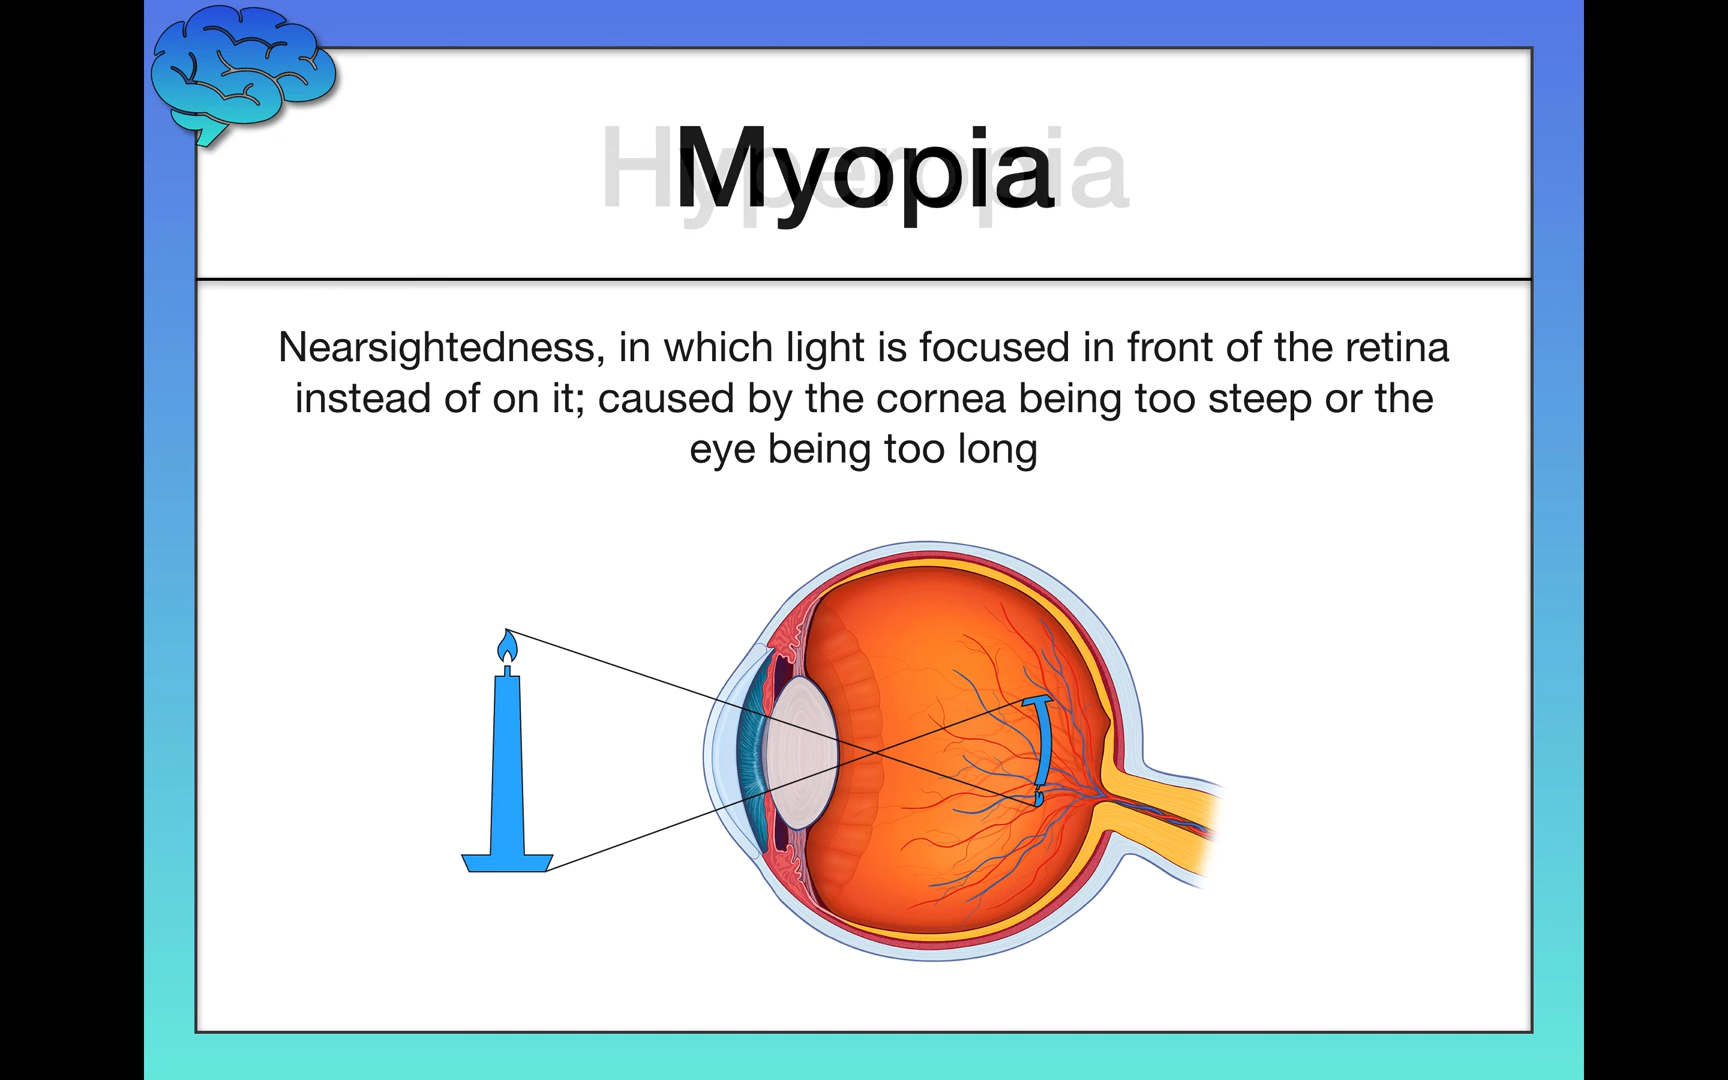 Hyperopia
Myopia
Nearsightedness, in which light is focused in front of the retina
instead of on it; caused by the cornea being too steep or the
eye being too long